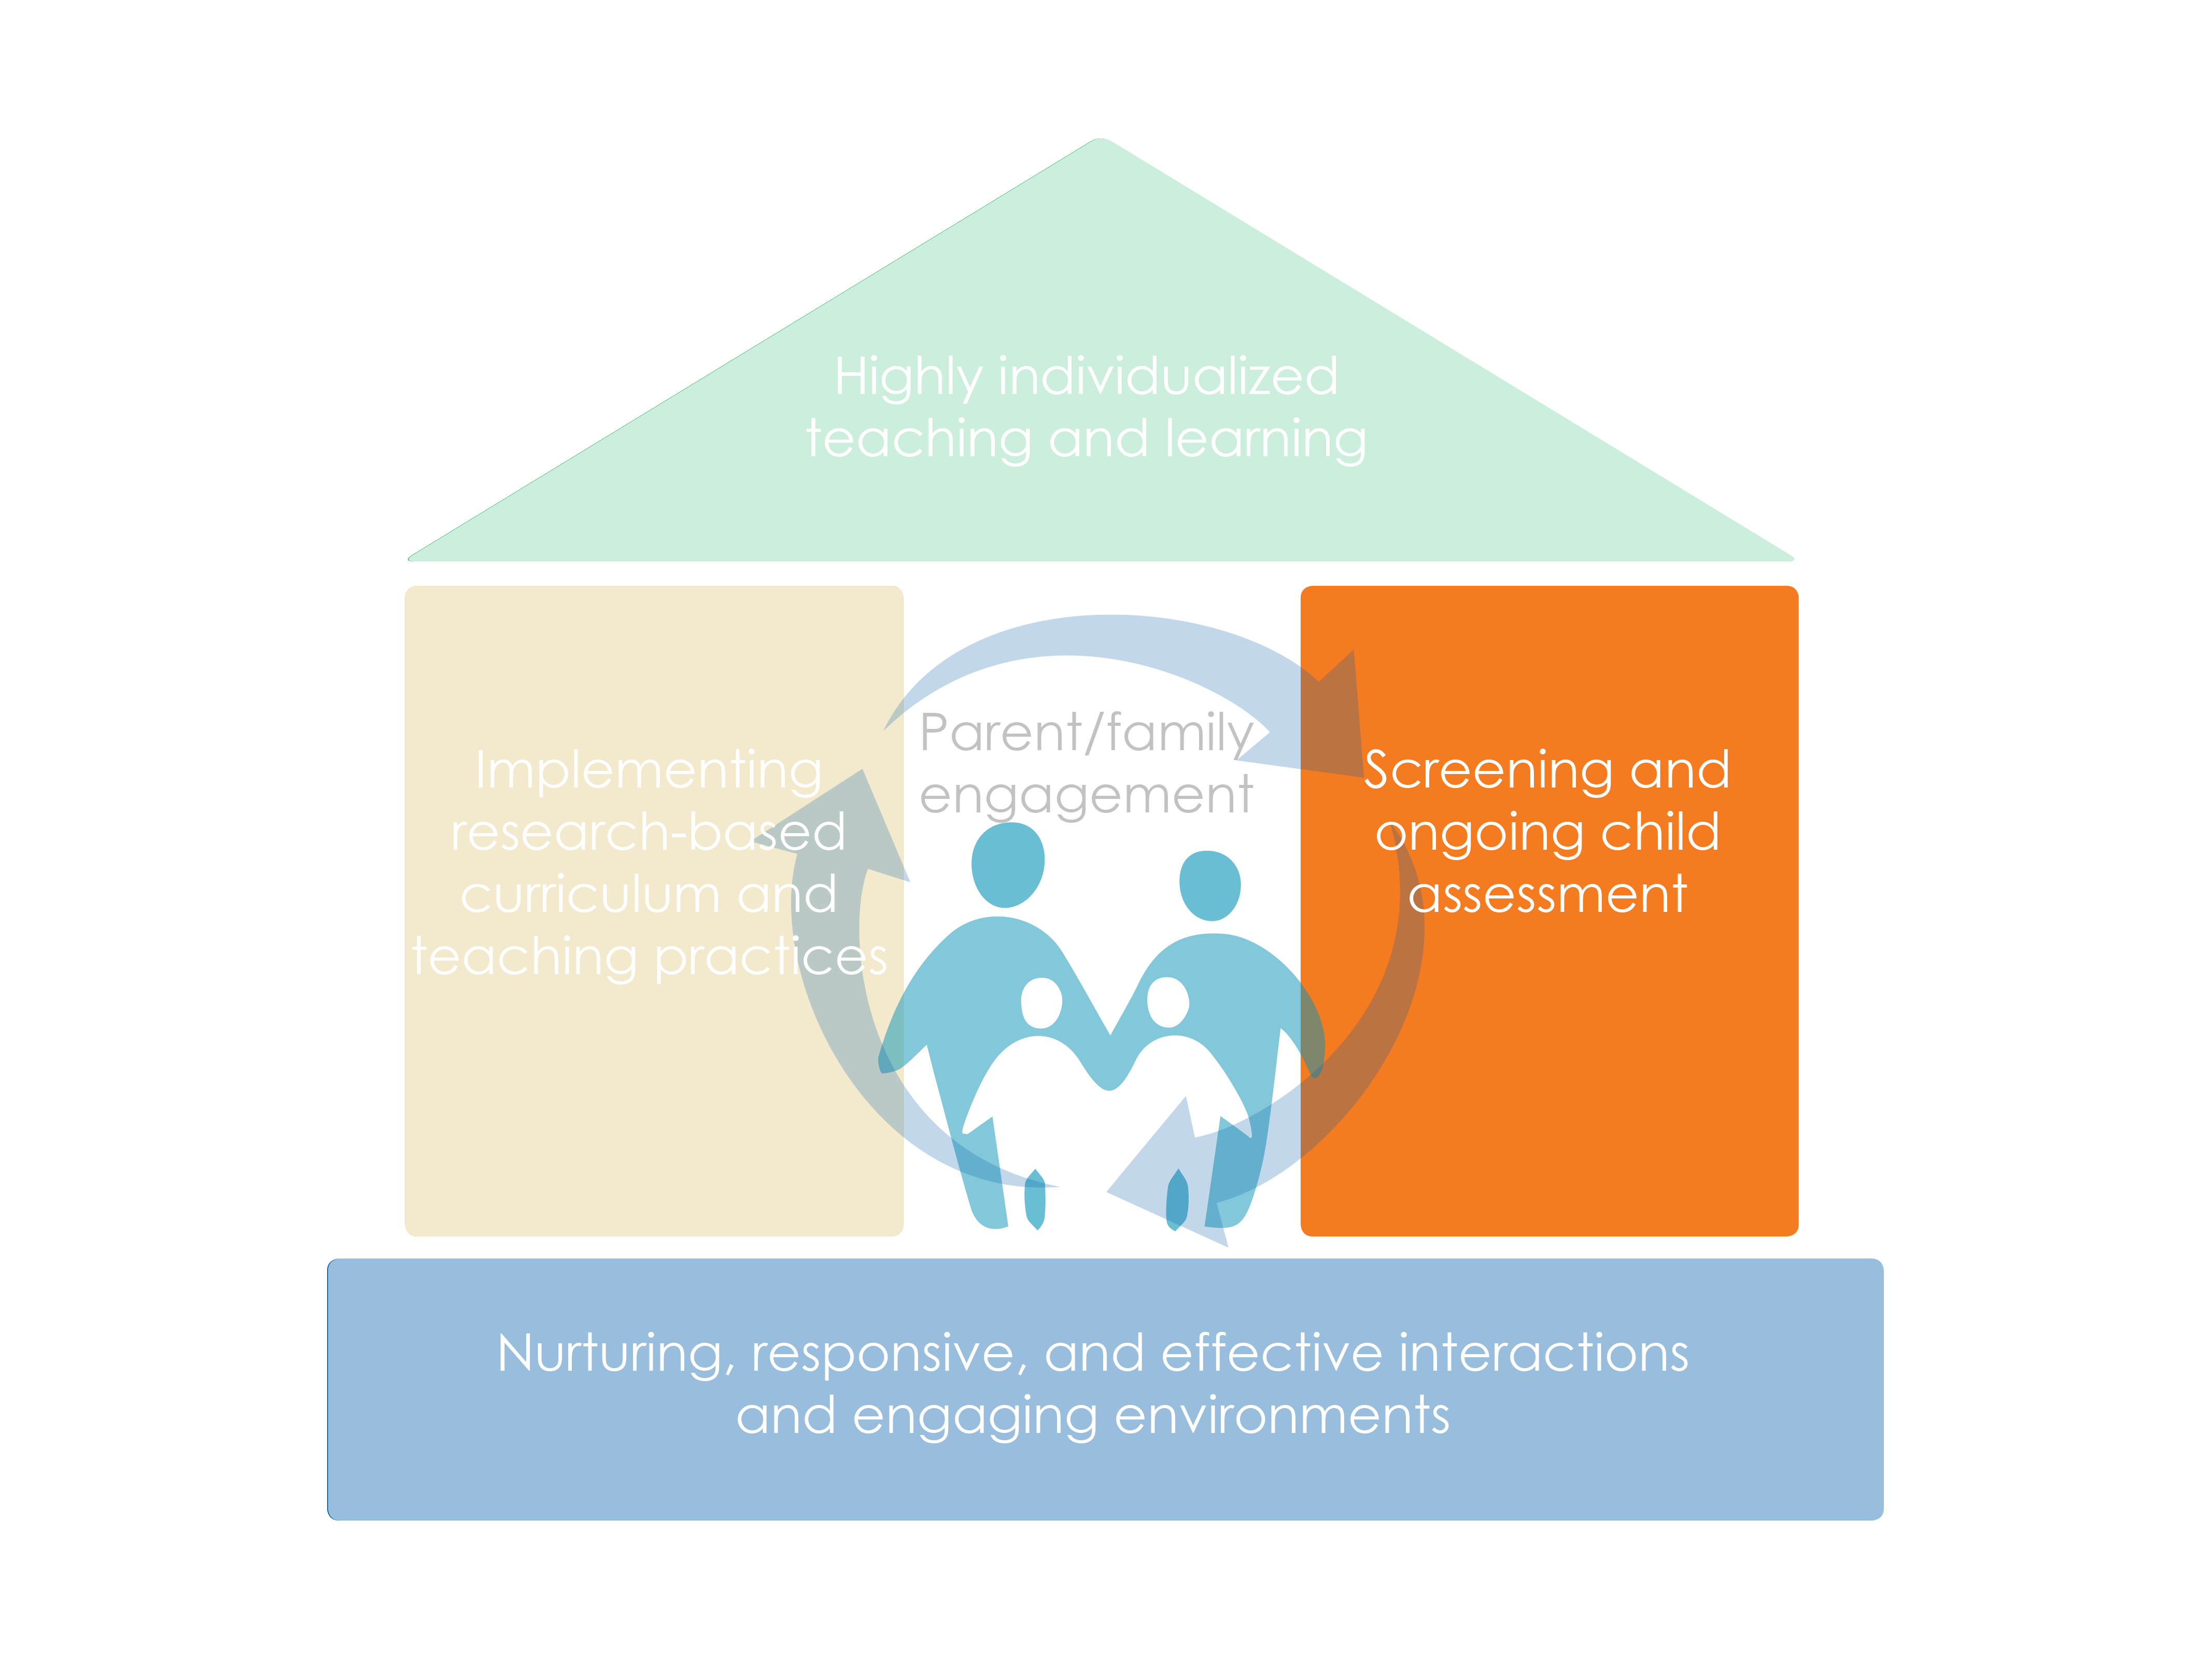 Highly individualized
teaching and learning
Parent/family
engagement
Implementing
research-based
curriculum and
teaching practices
Screening and
ongoing child
assessment
Nurturing, responsive, and effective interactions
and engaging environments